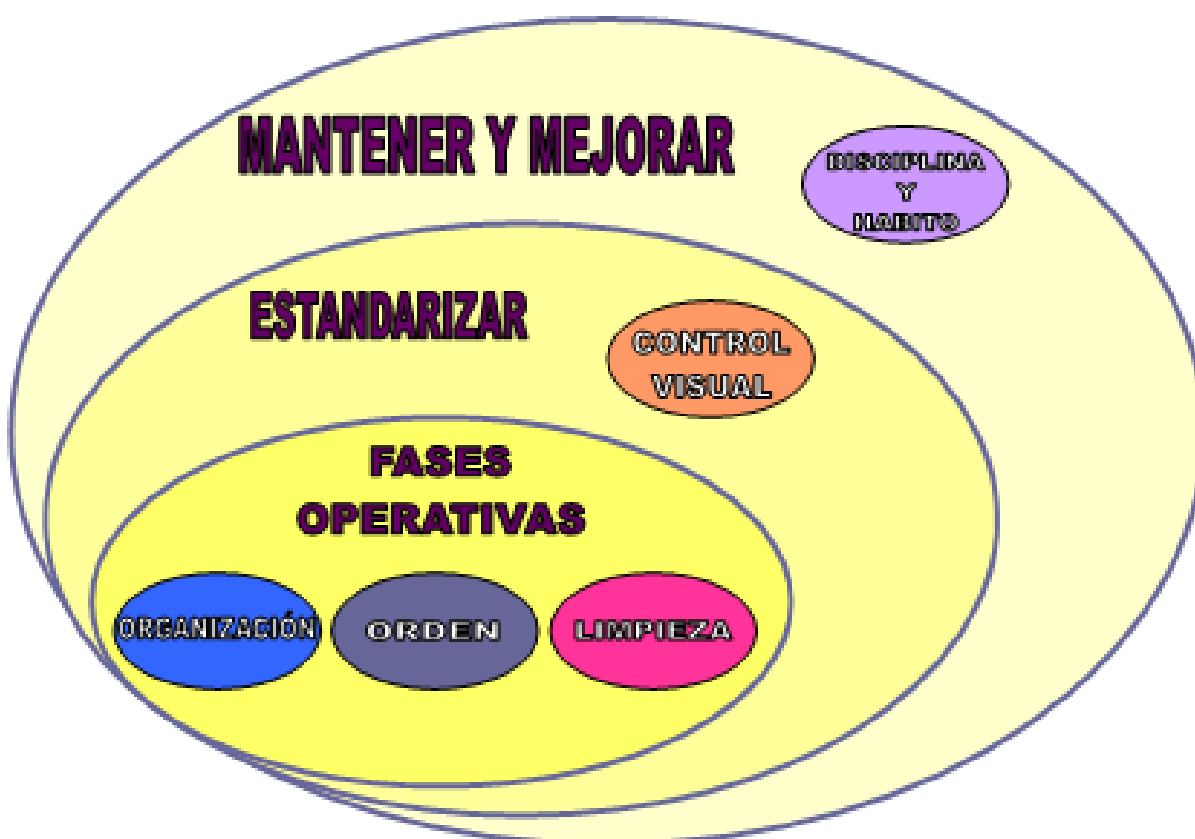 MANTENER Y MEJORAR
DISCIPLINA
Y
HABITO
ESTANDARIZAR
CONTROL
VISUAL
FASES
OPERATIVAS
ORGANIZACIÓN
ORDEN
LIMPIEZA